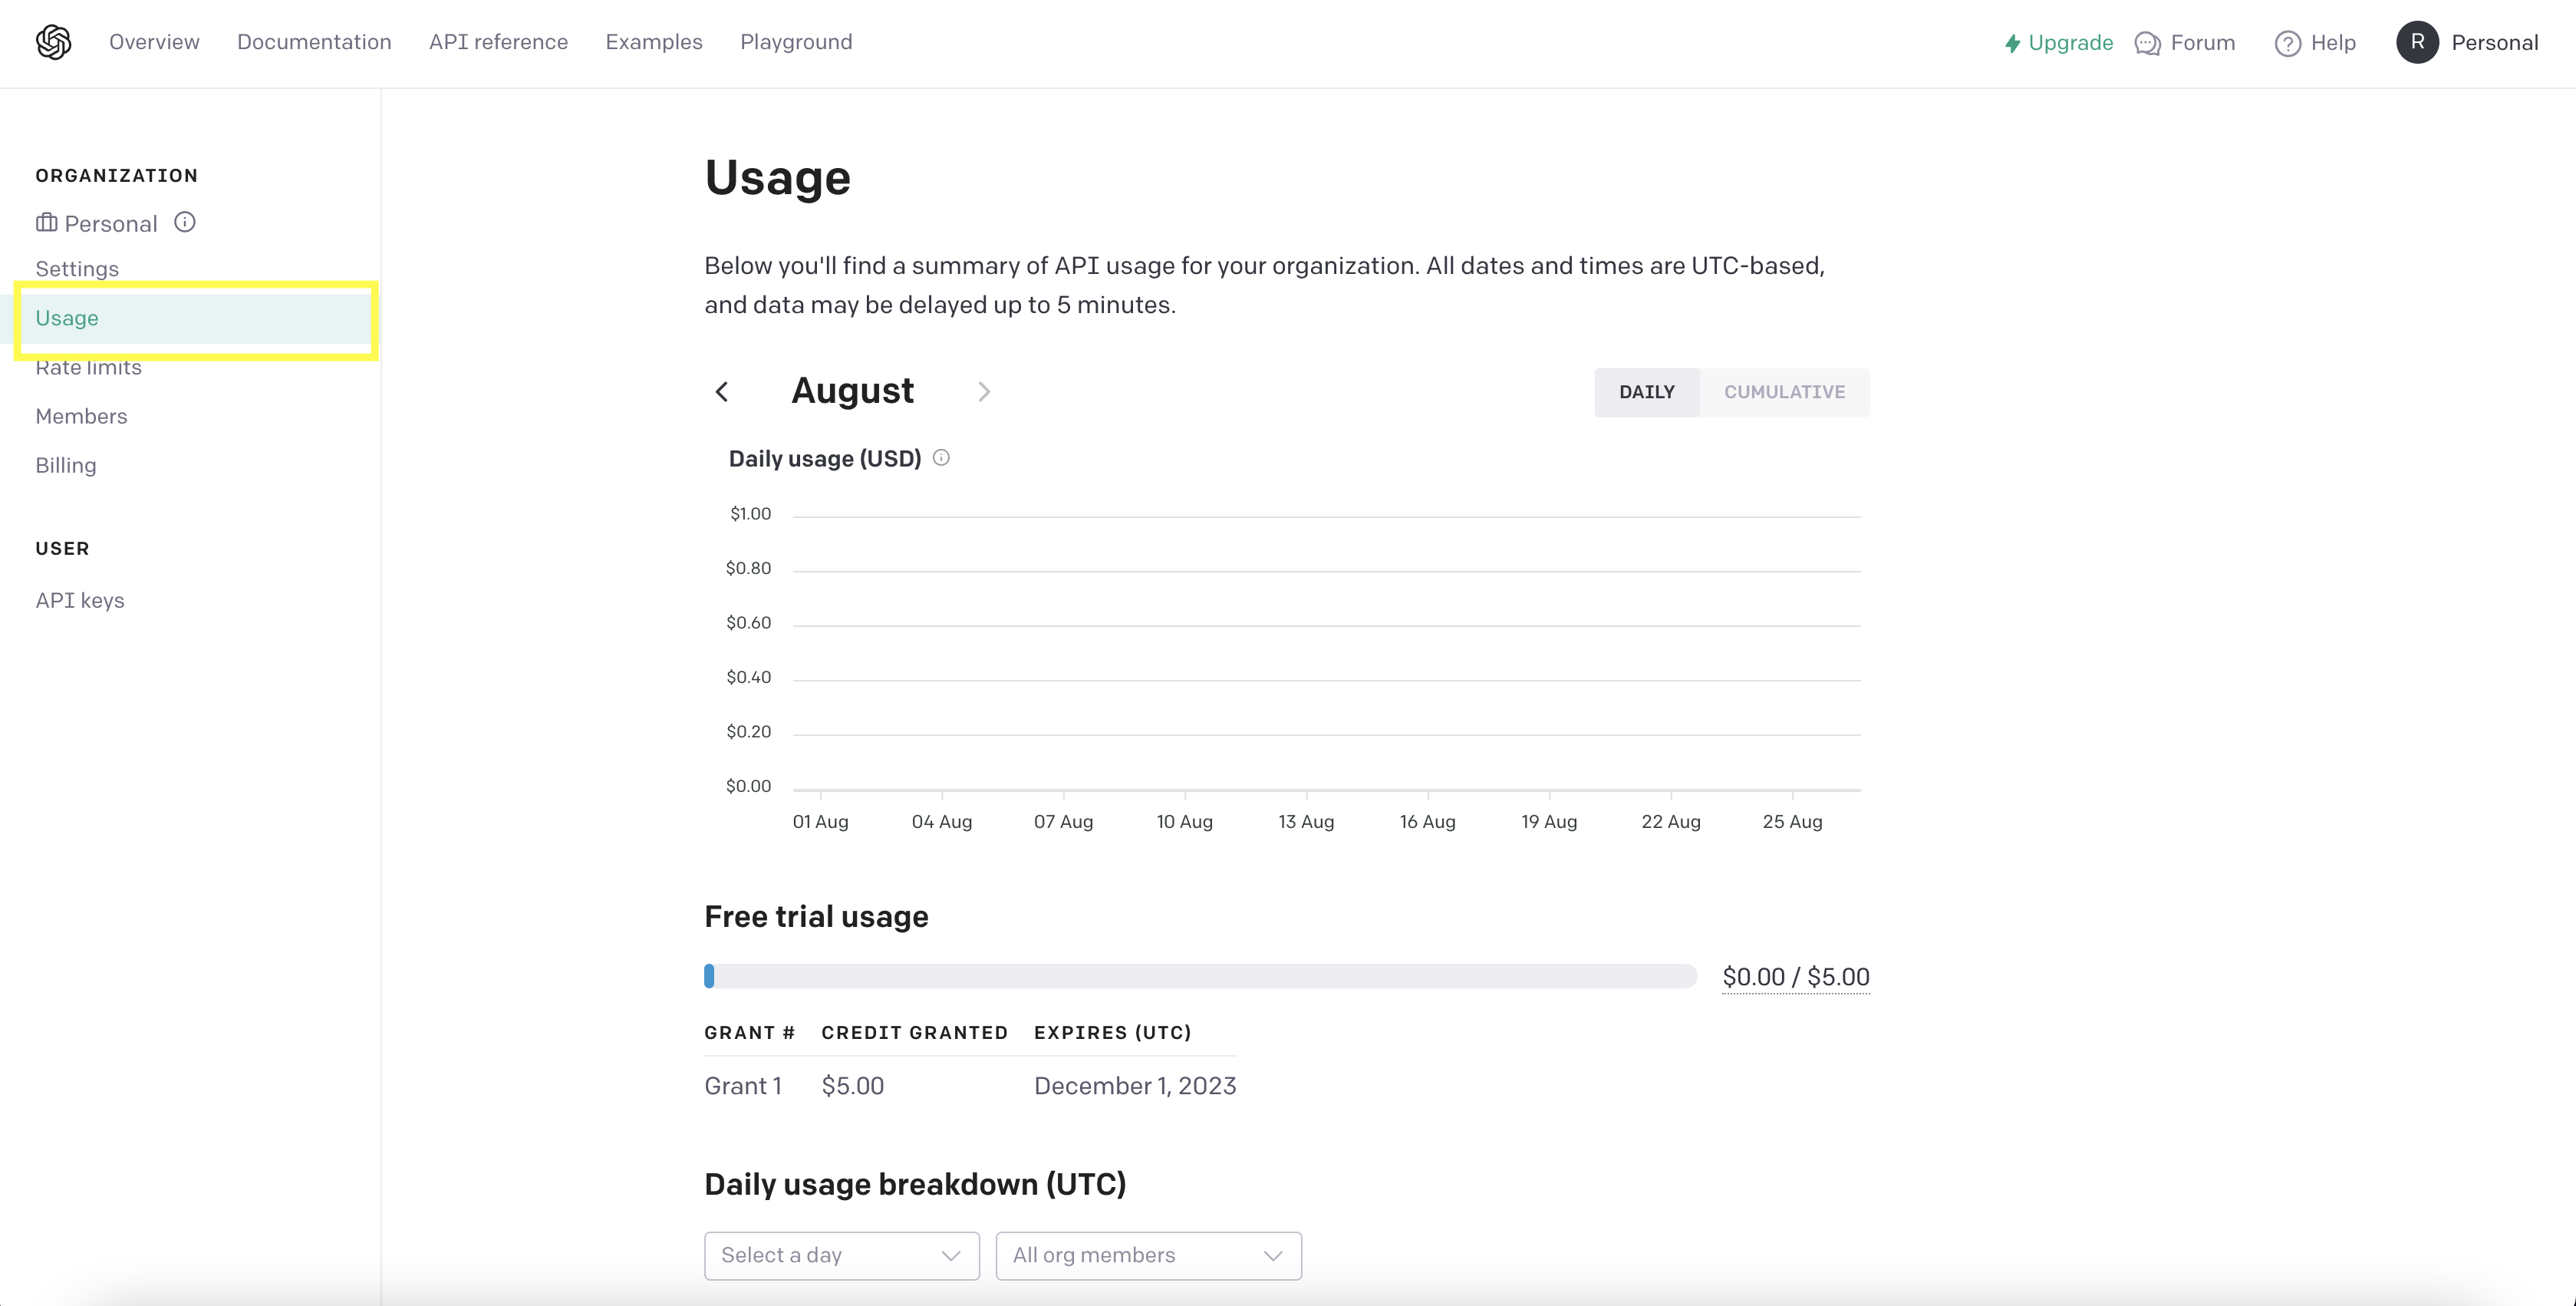 Overview
Documentation
API reference
Examples
Playground
Upgrade
Forum
Help
R
Personal
ORGANIZATION
Personal
Settings
Usage
Rate limits
Members
Billing
USER
API keys
Usage
Below you'll find a summary of API usage for your organization. All dates and times are UTC-based,
and data may be delayed up to 5 minutes.
August
DAILY
CUMULATIVE
Daily usage (USD)
$1.00
$0.80
$0.60
$0.40
$0.20
$0.00
01 Aug
04 Aug
07 Aug
10 Aug
13 Aug
16 Aug
19 Aug
22 Aug
25 Aug
Free trial usage
$0.00 / $5.00
GRANT # CREDIT GRANTED EXPIRES (UTC)
Grant 1 $5.00 December 1, 2023
Daily usage breakdown (UTC)
Select a day
All org members